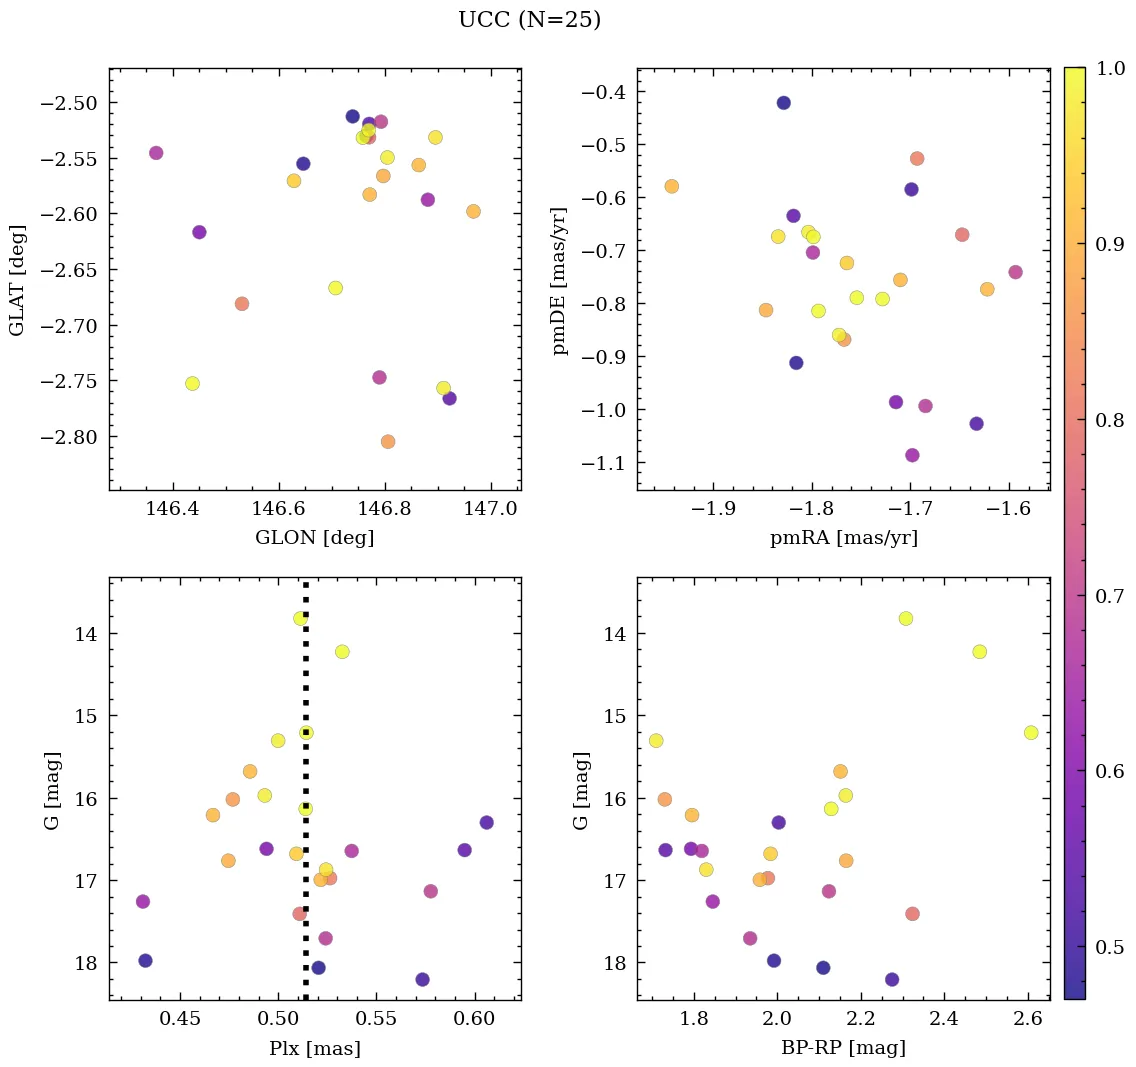 UCC (N=25)
−2.50
−2.55
−2.60
−2.65
−2.70
−2.75
−2.80
GLAT [deg]
146.4 146.6 146.8 147.0
GLON [deg]
−0.4
−0.5
−0.6
−0.7
−0.8
−0.9
−1.0
−1.1
pmDE [mas/yr]
−1.9 −1.8 −1.7 −1.6
pmRA [mas/yr]
14
15
16
17
18
G [mag]
0.45 0.50 0.55 0.60
Plx [mas]
14
15
16
17
18
G [mag]
1.8 2.0 2.2 2.4 2.6
BP-RP [mag]
1.0
0.9
0.8
0.7
0.6
0.5